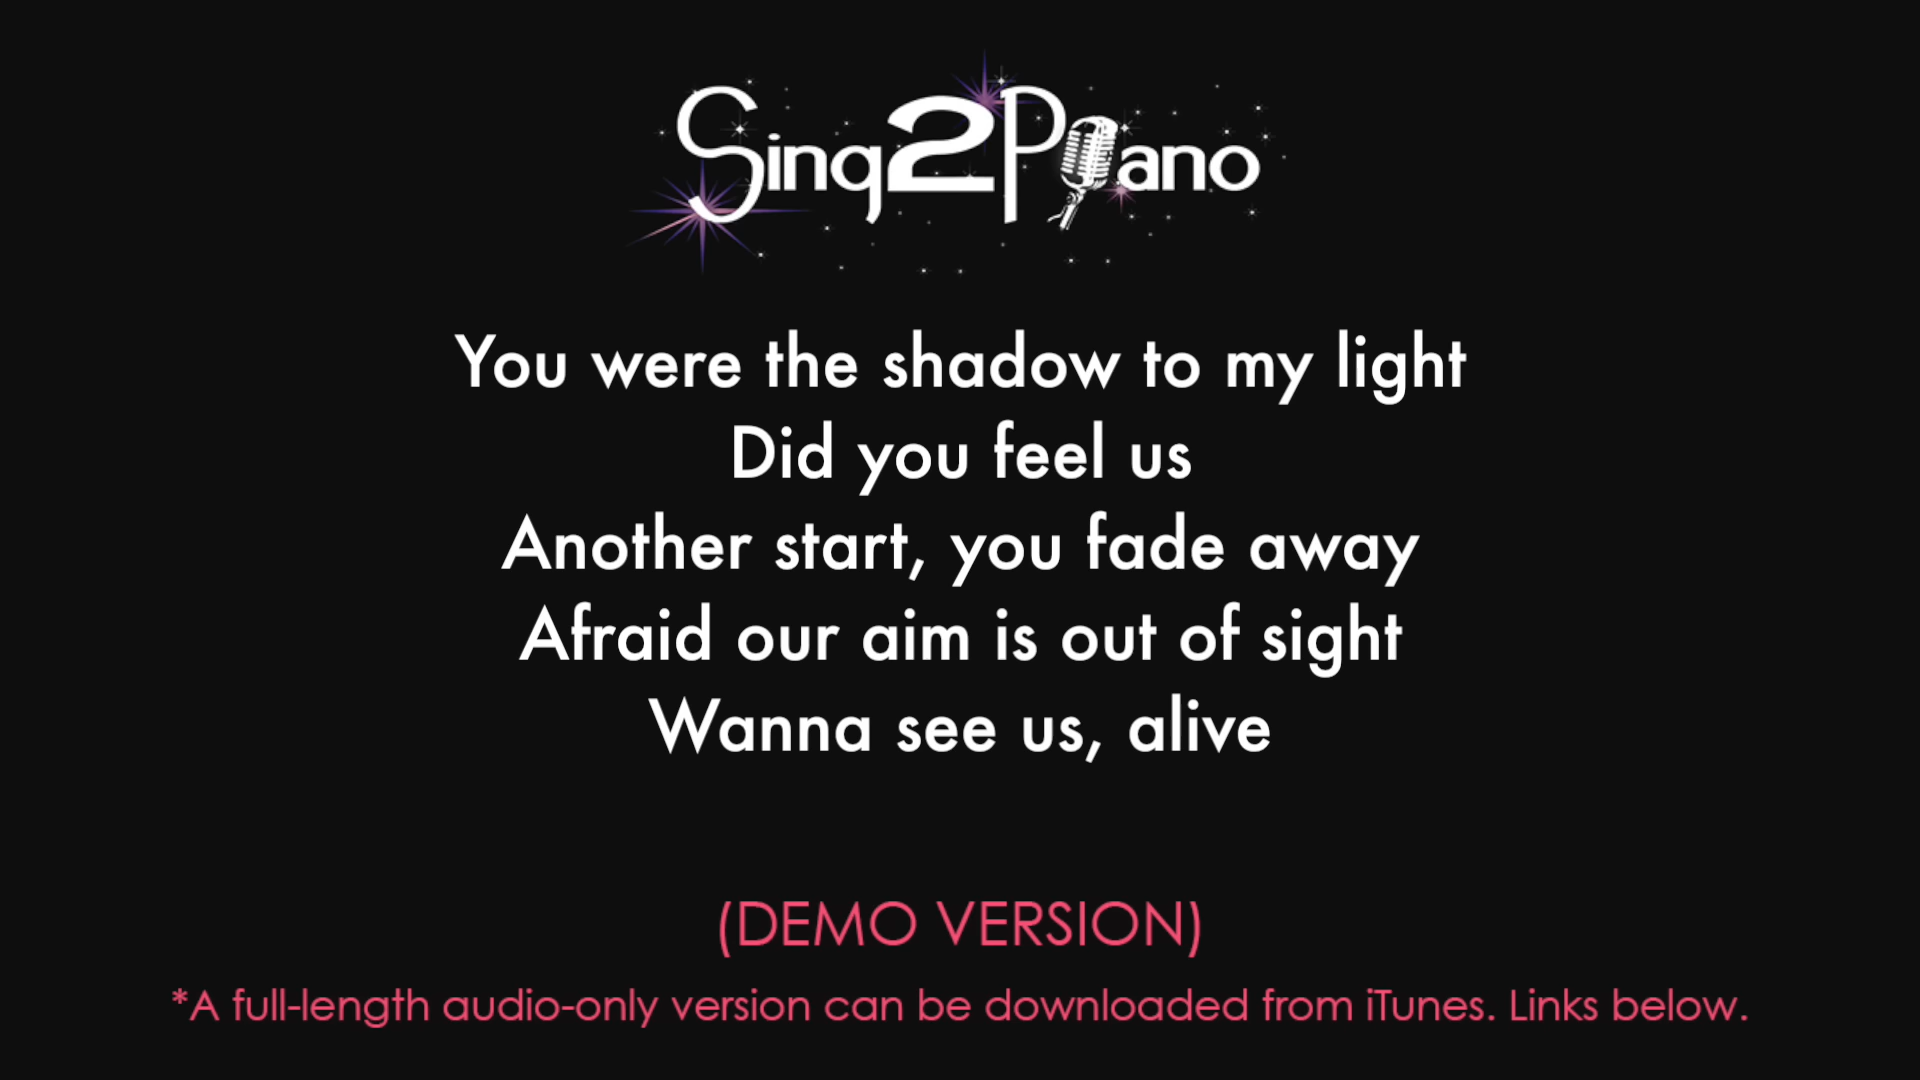 Sing2Piano
You were the shadow to my light
Did you feel us
Another start, you fade away
Afraid our aim is out of sight
Wanna see us, alive
(DEMO VERSION)
*A full-length audio-only version can be downloaded from iTunes. Links below.